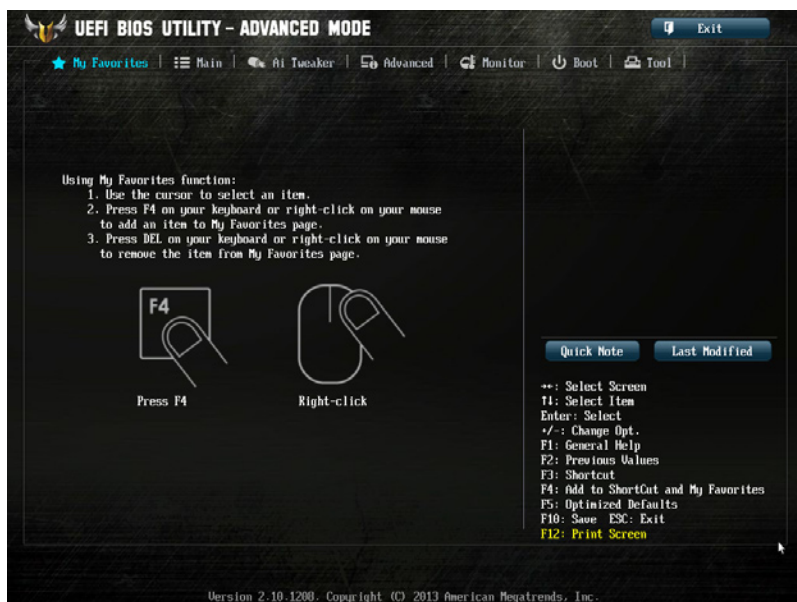 UEFI BIOS UTILITY – ADVANCED MODE
Exit
My Favorites | Main | Ai Tweaker | Advanced | Monitor | Boot | Tool |
Using My Favorites function:
1. Use the cursor to select an item.
2. Press F4 on your keyboard or right-click on your mouse
to add an item to My Favorites page.
3. Press DEL on your keyboard or right-click on your mouse
to remove the item from My Favorites page.
F4
Press F4
Right-click
Quick Note
Last Modified
→←: Select Screen
↑↓: Select Item
Enter: Select
+/-: Change Opt.
F1: General Help
F2: Previous Values
F3: Shortcut
F4: Add to ShortCut and My Favorites
F5: Optimized Defaults
F10: Save ESC: Exit
F12: Print Screen
Version 2.10.1208. Copyright (C) 2013 American Megatrends, Inc.